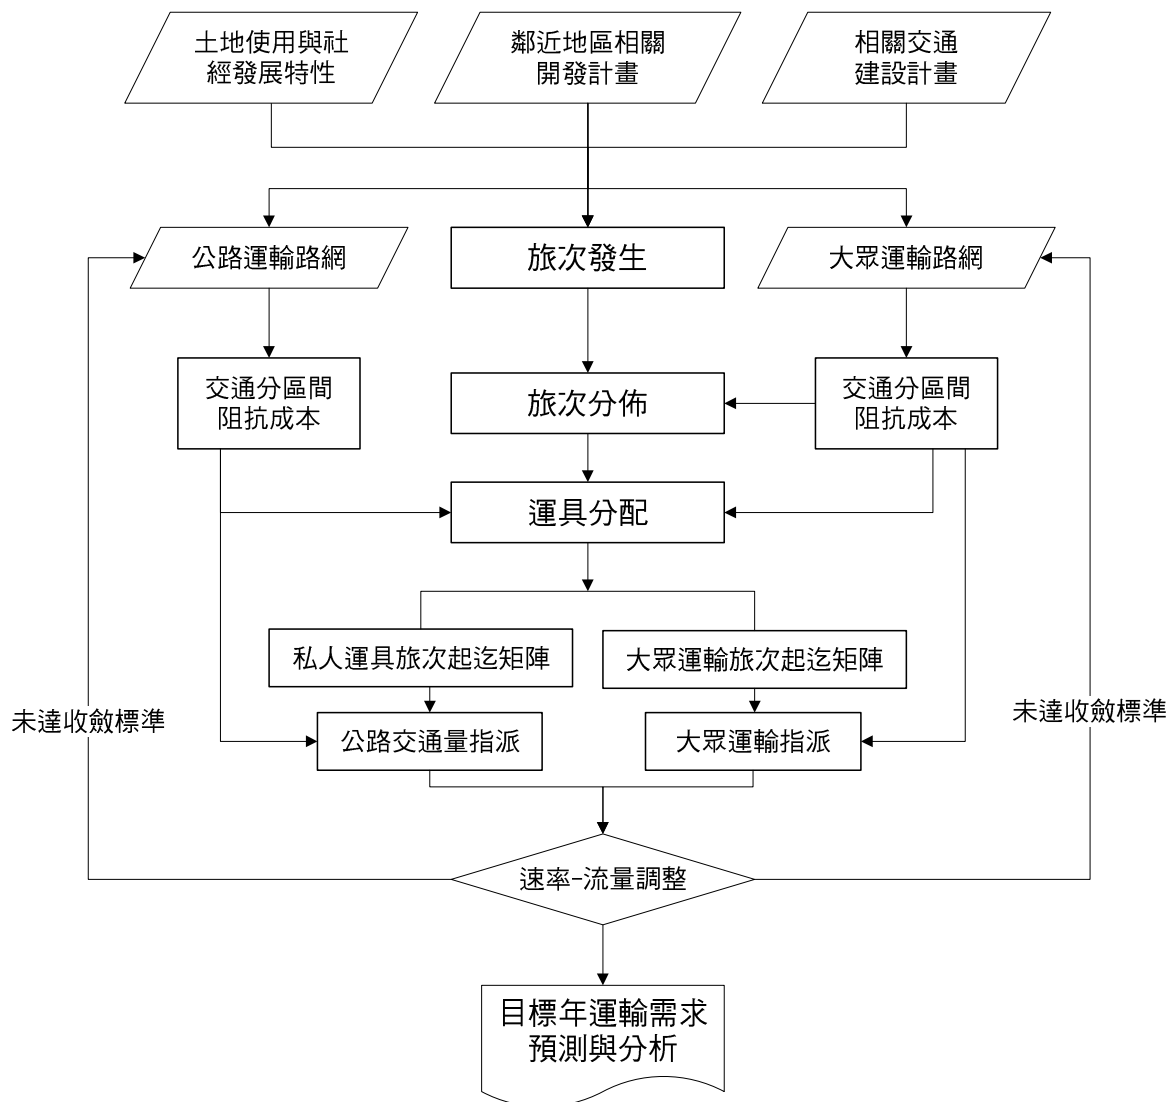 土地使用與社
經發展特性
鄰近地區相關
開發計畫
相關交通
建設計畫
公路運輸路網
旅次發生
大眾運輸路網
交通分區間
阻抗成本
旅次分佈
交通分區間
阻抗成本
運具分配
私人運具旅次起迄矩陣
大眾運輸旅次起迄矩陣
未達收斂標準
未達收斂標準
公路交通量指派
大眾運輸指派
速率-流量調整
目標年運輸需求
預測與分析